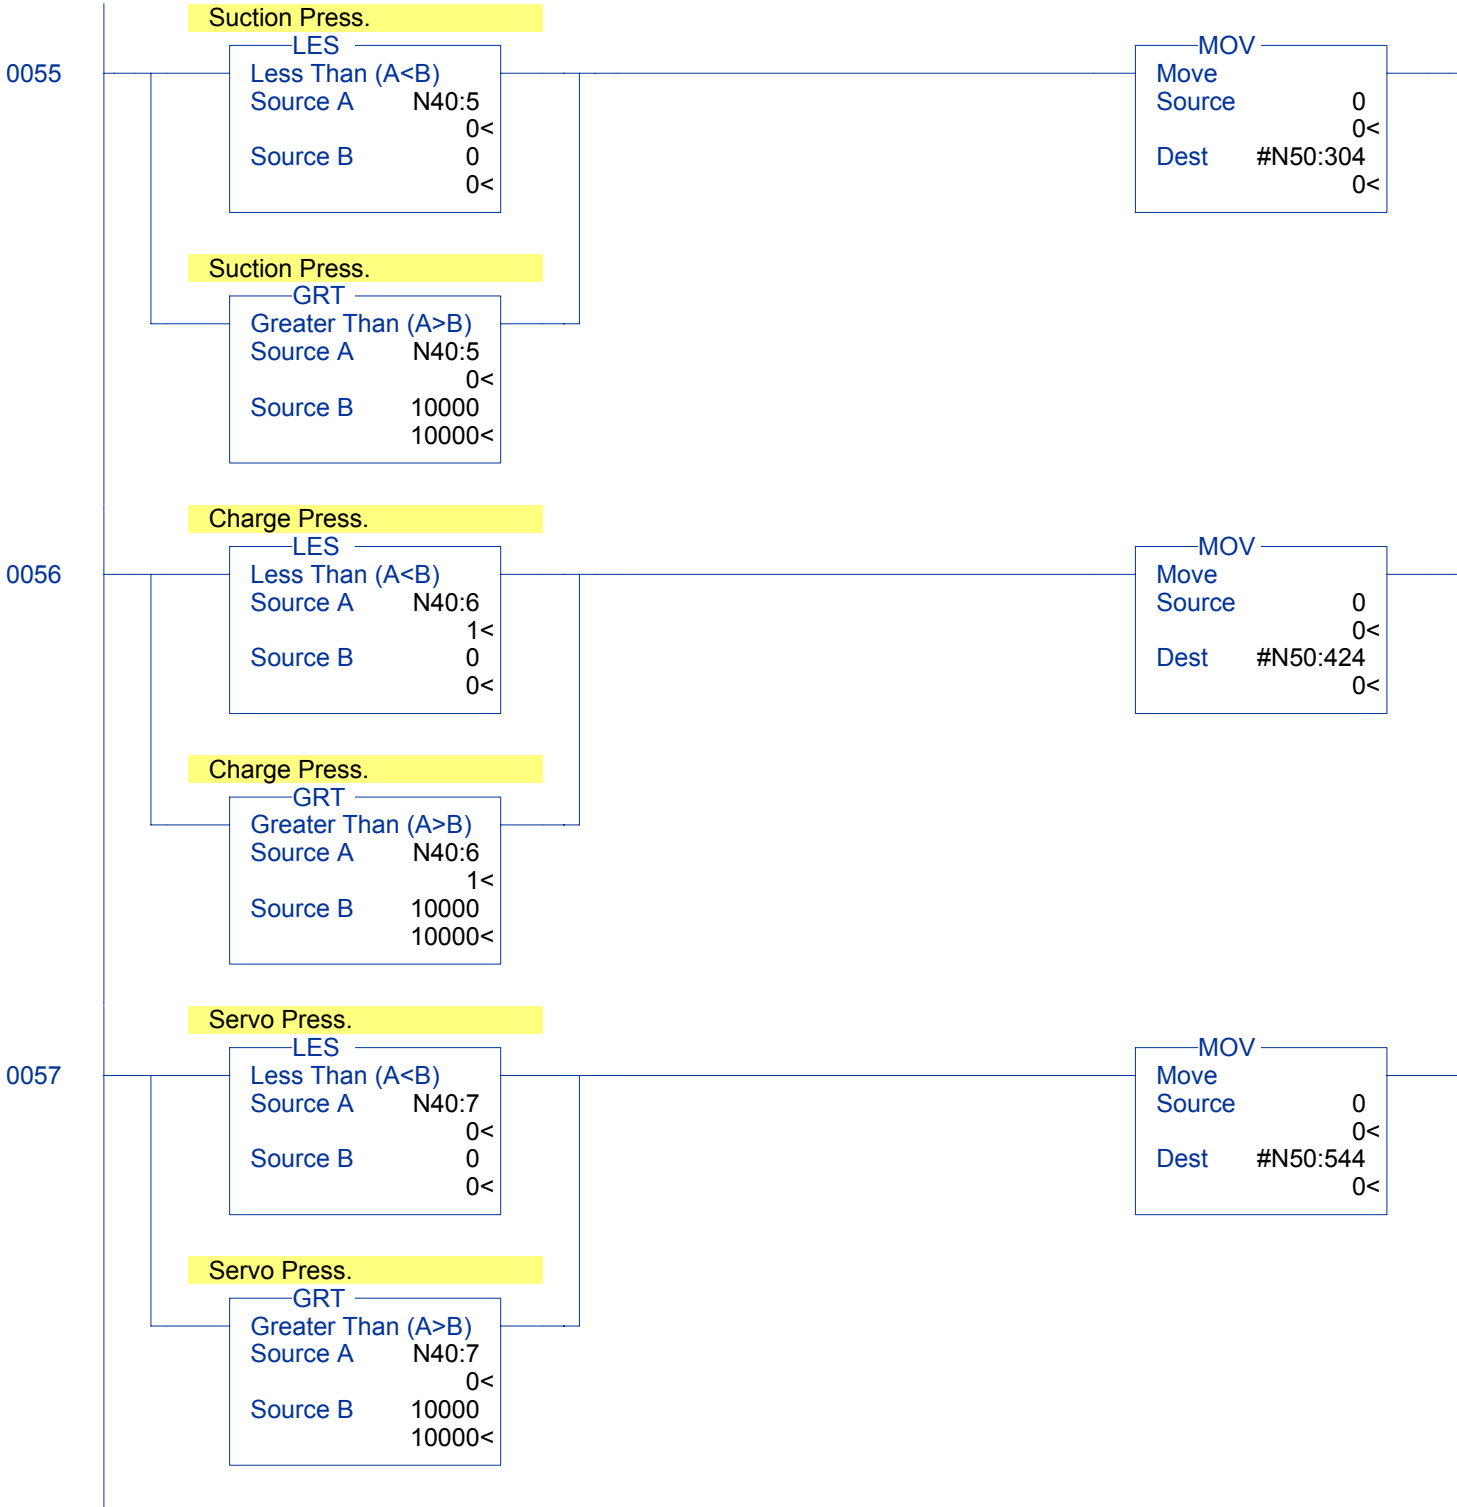 Suction Press.
LES
0055
Less Than (A<B)
Source A N40:5
0<
Source B 0
0<
MOV
Move
Source 0
0<
Dest #N50:304
0<
Suction Press.
GRT
Greater Than (A>B)
Source A N40:5
0<
Source B 10000
10000<
Charge Press.
LES
0056
Less Than (A<B)
Source A N40:6
1<
Source B 0
0<
MOV
Move
Source 0
0<
Dest #N50:424
0<
Charge Press.
GRT
Greater Than (A>B)
Source A N40:6
1<
Source B 10000
10000<
Servo Press.
LES
0057
Less Than (A<B)
Source A N40:7
0<
Source B 0
0<
MOV
Move
Source 0
0<
Dest #N50:544
0<
Servo Press.
GRT
Greater Than (A>B)
Source A N40:7
0<
Source B 10000
10000<